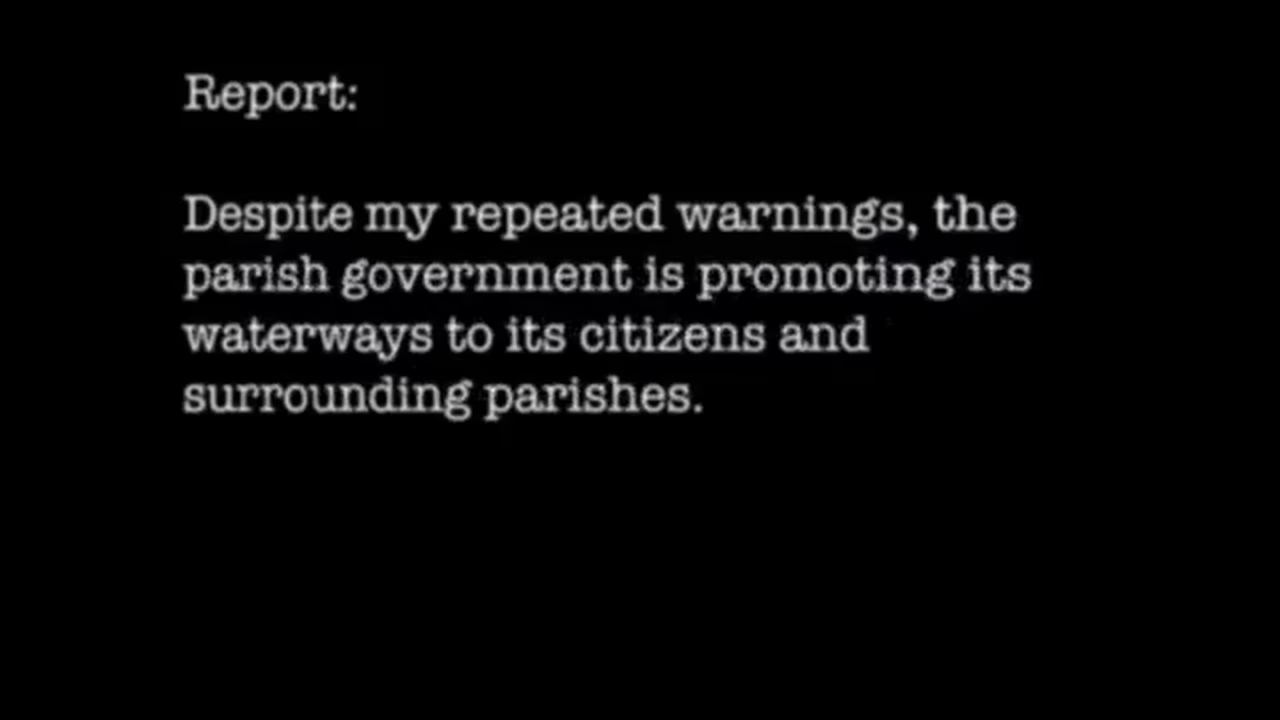 Report:
Despite my repeated warnings, the
parish government is promoting its
waterways to its citizens and
surrounding parishes.